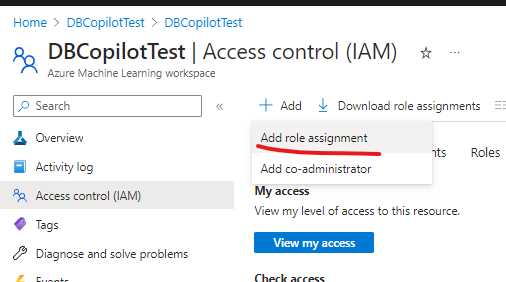 Home > DBCopilotTest > DBCopilotTest
DBCopilotTest | Access control (IAM)
Azure Machine Learning workspace
Search
Add
Download role assignments
Overview
Add role assignment
Roles
Activity log
Add co-administrator
Access control (IAM)
My access
Tags
View my level of access to this resource.
Diagnose and solve problems
View my access
Events
Check access